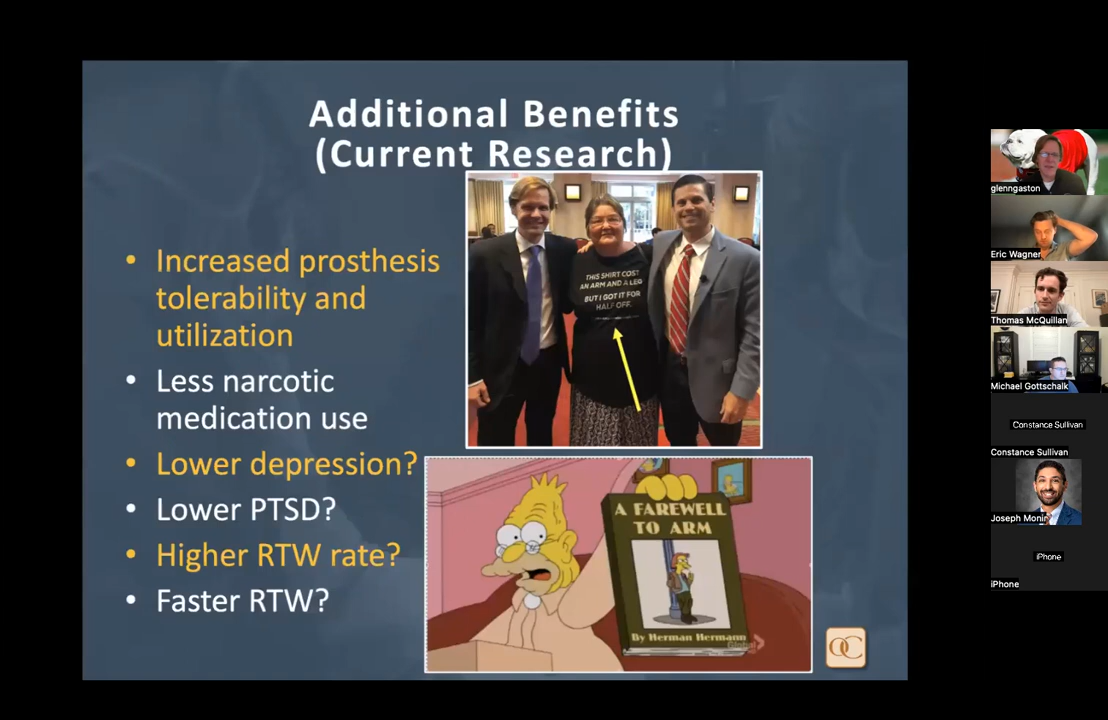 Additional Benefits
(Current Research)
• Increased prosthesis
tolerability and
utilization
• Less narcotic
medication use
• Lower depression?
• Lower PTSD?
• Higher RTW rate?
• Faster RTW?
THIS SHIRT COST
AN ARM AND A LEG
BUT I GOT IT FOR
HALF OFF.
A FAREWELL
TO ARM
By Herman Hermann
Global
OC
glenngaston
Eric Wagner
Thomas McQuillan
Michael Gottschalk
Constance Sullivan
Constance Sullivan
Joseph Monir
iPhone
iPhone